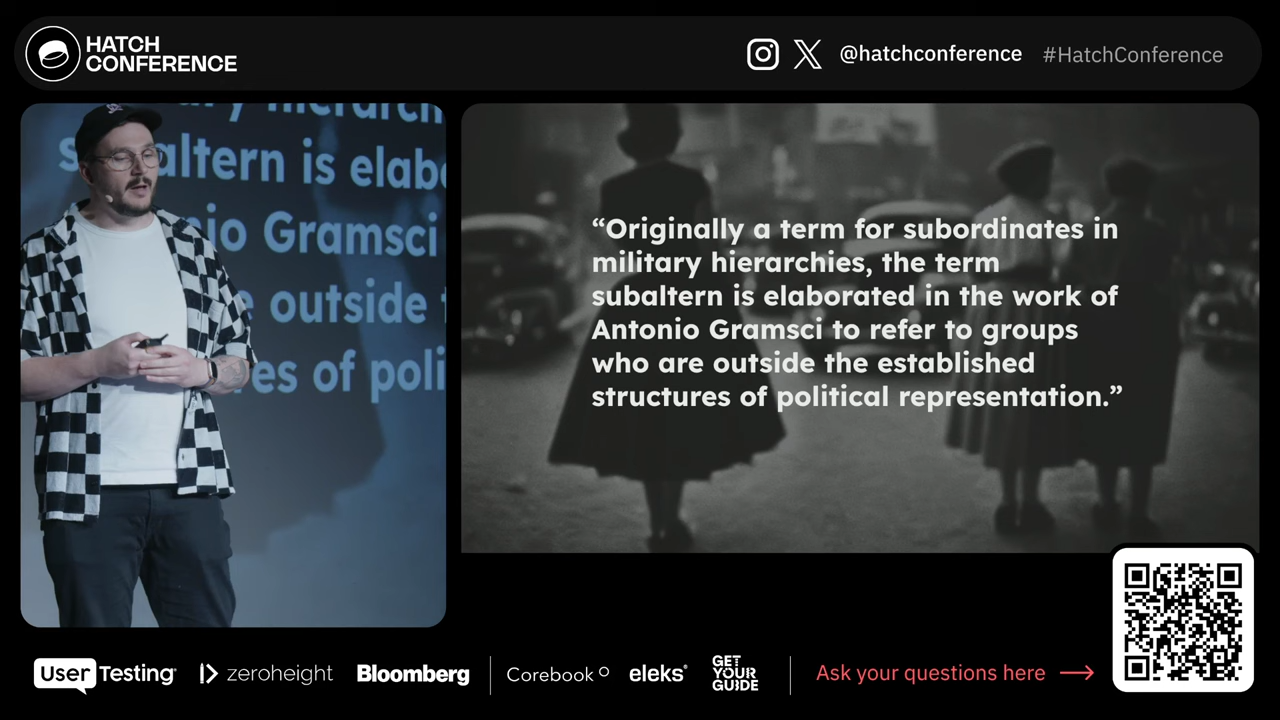 HATCH
CONFERENCE
@hatchconference #HatchConference
altern is elabo
io Gramsci
e outside
es of poli
“Originally a term for subordinates in
military hierarchies, the term
subaltern is elaborated in the work of
Antonio Gramsci to refer to groups
who are outside the established
structures of political representation.”
UserTesting
zeroheight
Bloomberg
Corebook
eleks
GET
YOUR
GUIDE
Ask your questions here